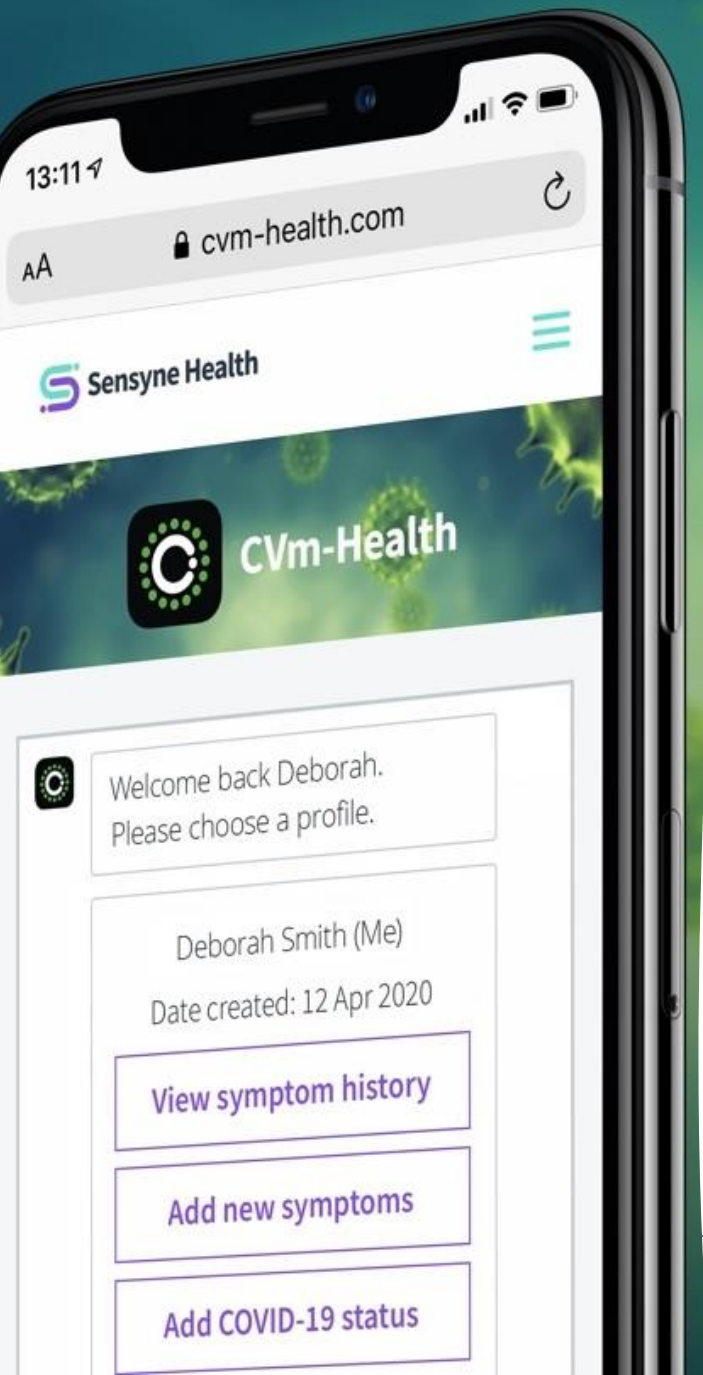 13:11
AA cvm-health.com
Sensyne Health
CVm-Health
Welcome back Deborah.
Please choose a profile.
Deborah Smith (Me)
Date created: 12 Apr 2020
View symptom history
Add new symptoms
Add COVID-19 status